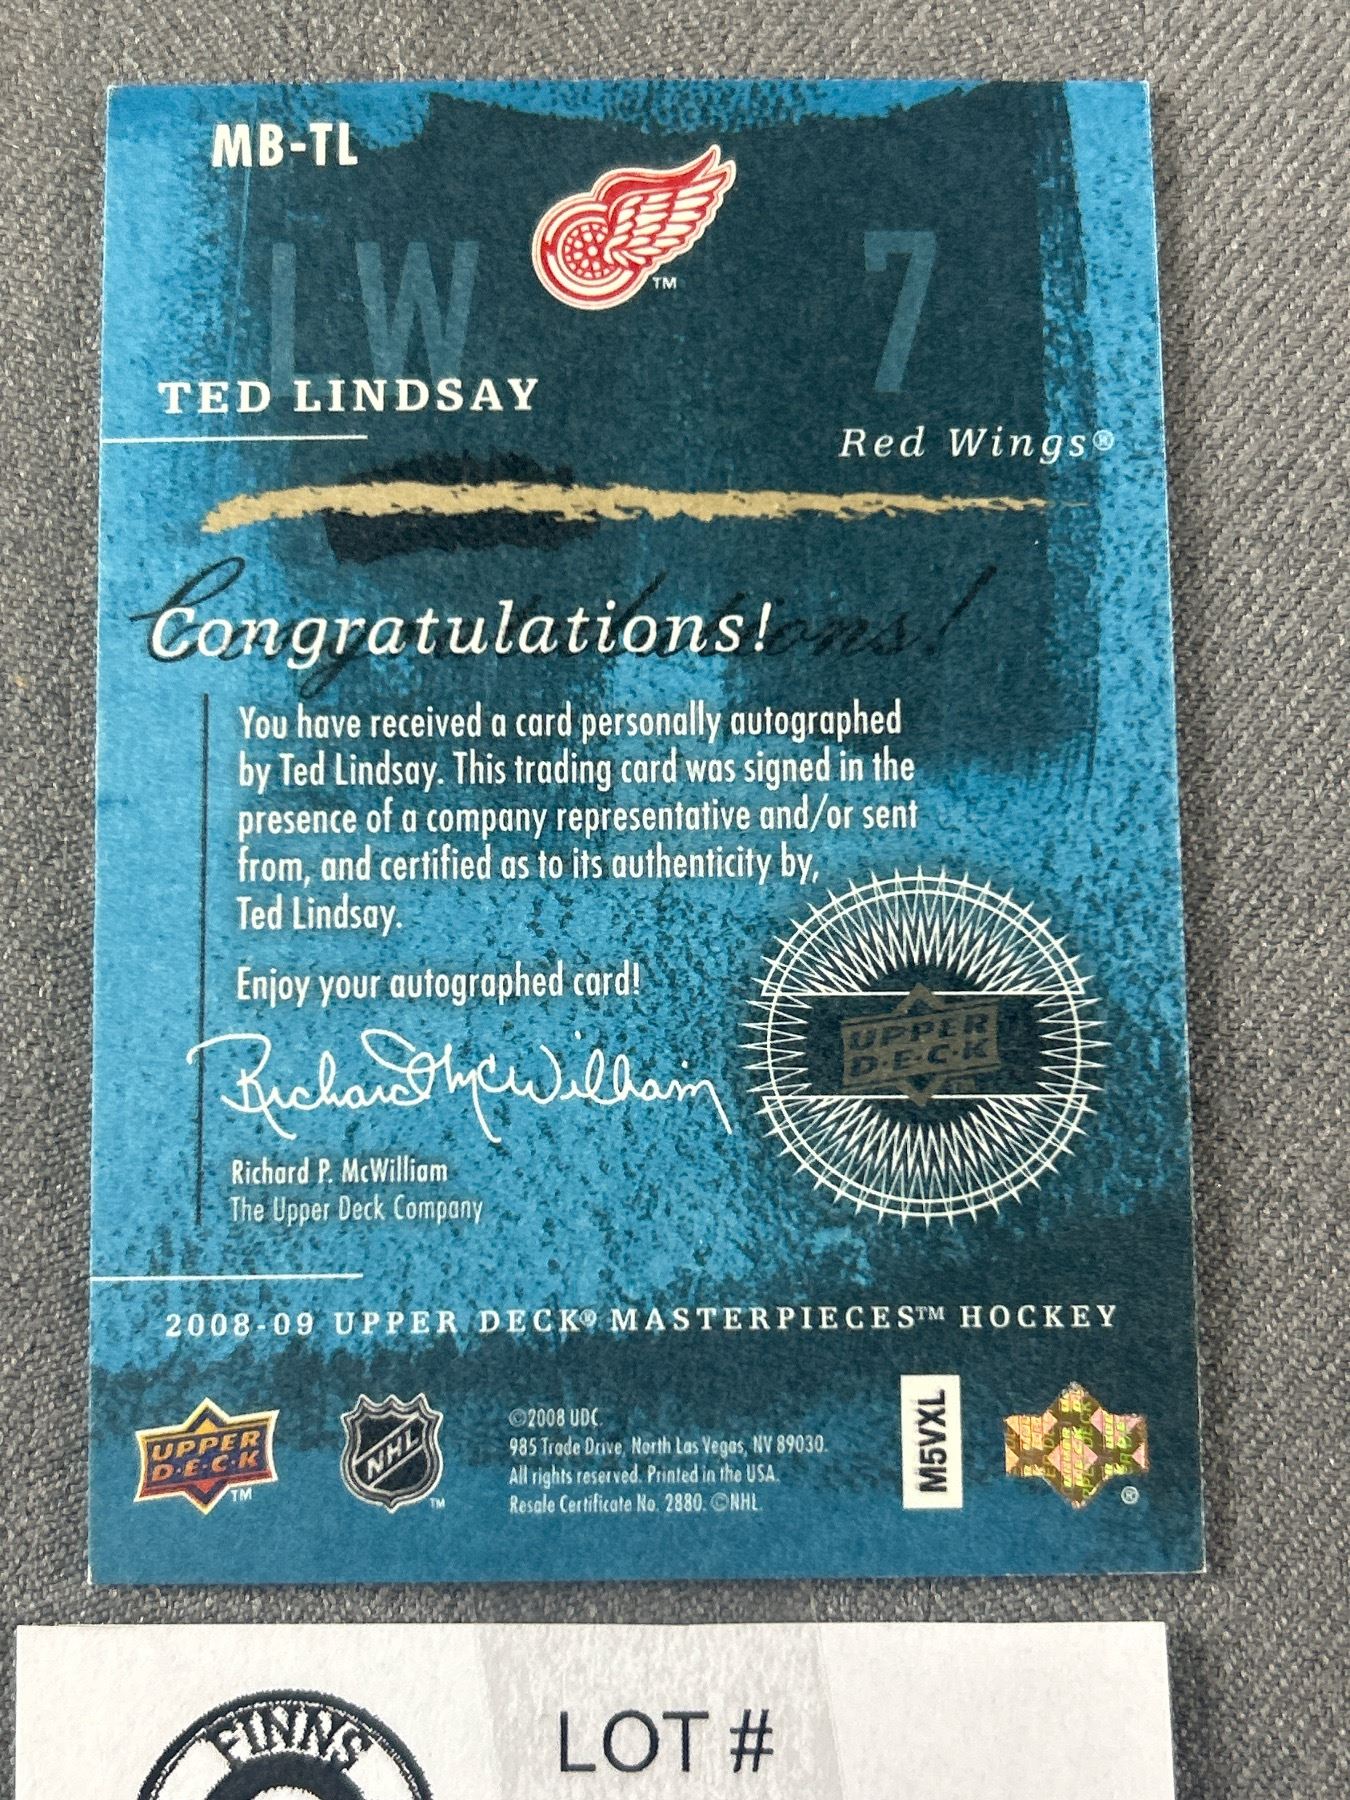 MB-TL
LW 7
TM
TED LINDSAY
Red Wings®
Congratulations!
You have received a card personally autographed
by Ted Lindsay. This trading card was signed in the
presence of a company representative and/or sent
from, and certified as to its authenticity by,
Ted Lindsay.
Enjoy your autographed card!
UPPER
D·E·C·K
Richard McWilliam
Richard P. McWilliam
The Upper Deck Company
2008-09 UPPER DECK® MASTERPIECES™ HOCKEY
UPPER
D·E·C·K
TM
NHL
TM
©2008 UDC.
985 Trade Drive, North Las Vegas, NV 89030.
All rights reserved. Printed in the USA.
Resale Certificate No. 2880. ©NHL.
M5VXL
®
FINNS
LOT #